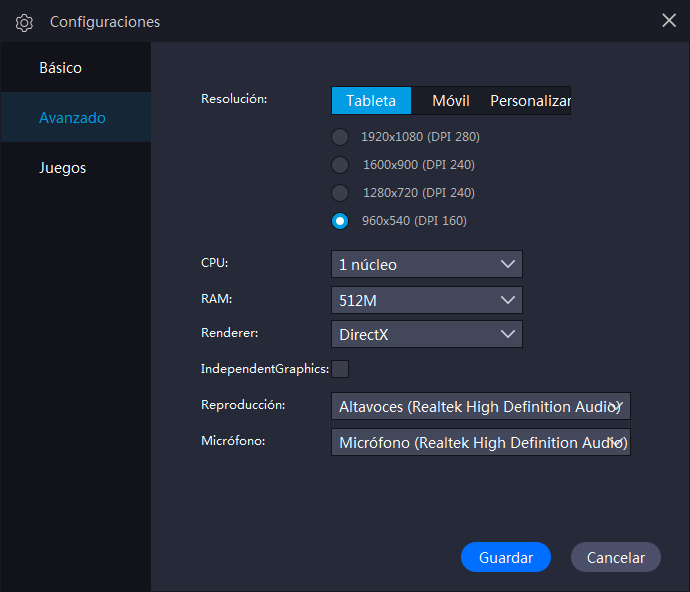 Configuraciones
Básico
Avanzado
Juegos
Resolución:
Tableta
Móvil
Personalizar
1920x1080 (DPI 280)
1600x900 (DPI 240)
1280x720 (DPI 240)
960x540 (DPI 160)
CPU:
1 núcleo
RAM:
512M
Renderer:
DirectX
IndependentGraphics:
Reproducción:
Altavoces (Realtek High Definition Audio)
Micrófono:
Micrófono (Realtek High Definition Audio)
Guardar
Cancelar